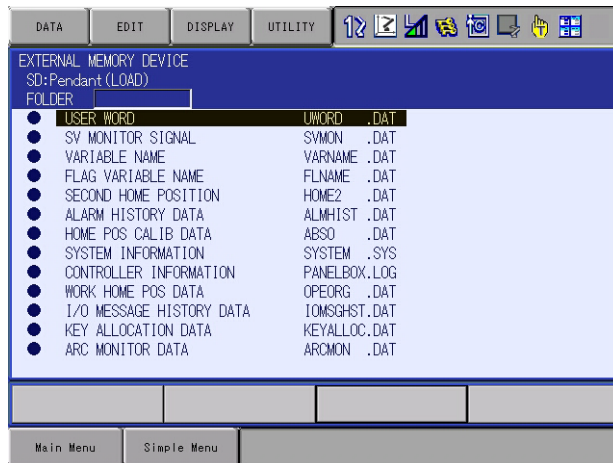 DATA EDIT DISPLAY UTILITY
EXTERNAL MEMORY DEVICE
SD:Pendant(LOAD)
FOLDER
USER WORD UWORD .DAT
SV MONITOR SIGNAL SVMON .DAT
VARIABLE NAME VARNAME .DAT
FLAG VARIABLE NAME FLNAME .DAT
SECOND HOME POSITION HOME2 .DAT
ALARM HISTORY DATA ALMHIST .DAT
HOME POS CALIB DATA ABSO .DAT
SYSTEM INFORMATION SYSTEM .SYS
CONTROLLER INFORMATION PANELBOX.LOG
WORK HOME POS DATA OPEORG .DAT
I/O MESSAGE HISTORY DATA IOMSGHST.DAT
KEY ALLOCATION DATA KEYALLOC.DAT
ARC MONITOR DATA ARCMON .DAT
Main Menu Simple Menu